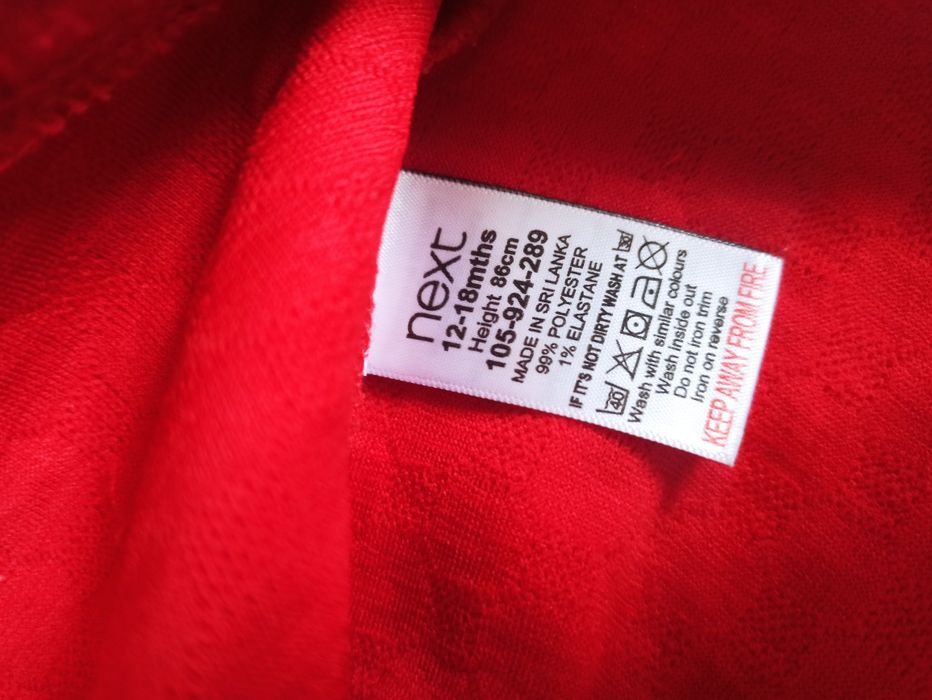 next
12-18mths
Height 86cm
105-924-289
MADE IN SRI LANKA
99% POLYESTER
1% ELASTANE
IF IT'S NOT DIRTY WASH AT 30
40
Wash with similar colours
Wash inside out
Do not iron trim
Iron on reverse
KEEP AWAY FROM FIRE